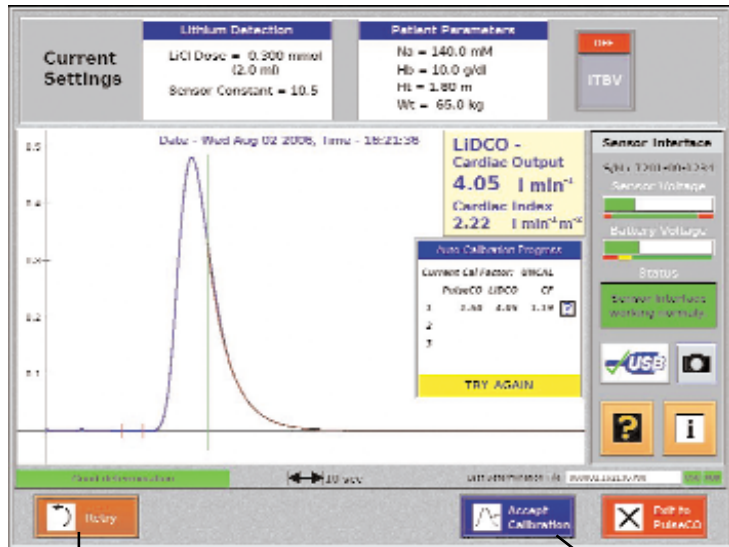 Current
Settings
Lithium Detection
LiCl Dose = 0.300 mmol
(2.0 ml)
Sensor Constant = 10.5
Patient Parameters
Na = 140.0 mM
Hb = 10.0 g/dl
Ht = 1.80 m
Wt = 65.0 kg
OFF
ITBV
Date - Wed Aug 02 2006, Time - 16:21:36
LiDCO -
Cardiac Output
4.05 l min⁻¹
Cardiac Index
2.22 l min⁻¹m⁻²
Auto Calibration Progress
Current Cal Factor: UNCAL
PulseCO LiDCO CF
1 4.05
2
3
TRY AGAIN
0.5
0.4
0.3
0.2
0.1
Sensor Interface
Sensor Voltage
Battery Voltage
Status
Sensor Interface
working normally
USB
?
i
Good determination
10 sec
Retry
Accept
Calibration
Exit to
PulseCO